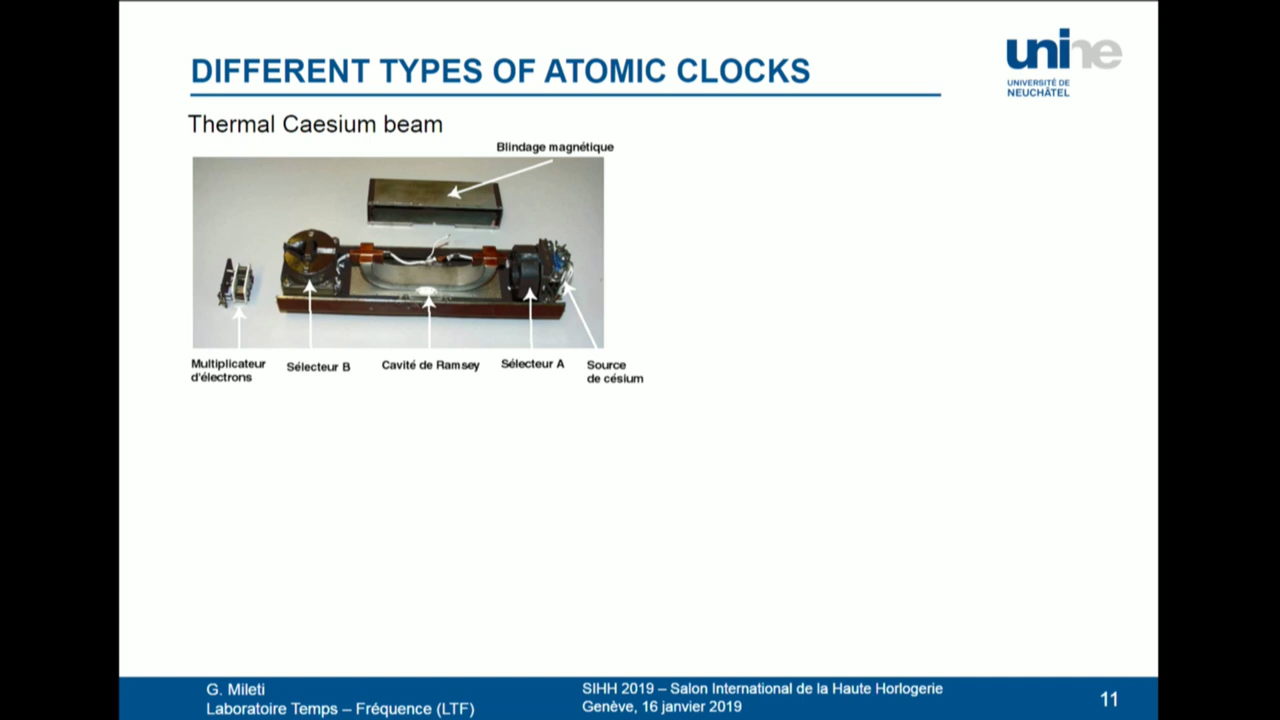 DIFFERENT TYPES OF ATOMIC CLOCKS
unine
UNIVERSITÉ DE
NEUCHÂTEL
Thermal Caesium beam
Blindage magnétique
Multiplicateur
d'électrons
Sélecteur B
Cavité de Ramsey
Sélecteur A
Source
de césium
G. Mileti
Laboratoire Temps – Fréquence (LTF)
SIHH 2019 – Salon International de la Haute Horlogerie
Genève, 16 janvier 2019
11